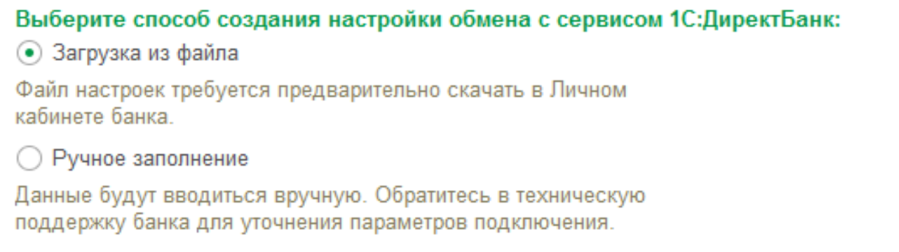 Выберите способ создания настройки обмена с сервисом 1С:ДиректБанк:
Загрузка из файла
Файл настроек требуется предварительно скачать в Личном
кабинете банка.
Ручное заполнение
Данные будут вводиться вручную. Обратитесь в техническую
поддержку банка для уточнения параметров подключения.